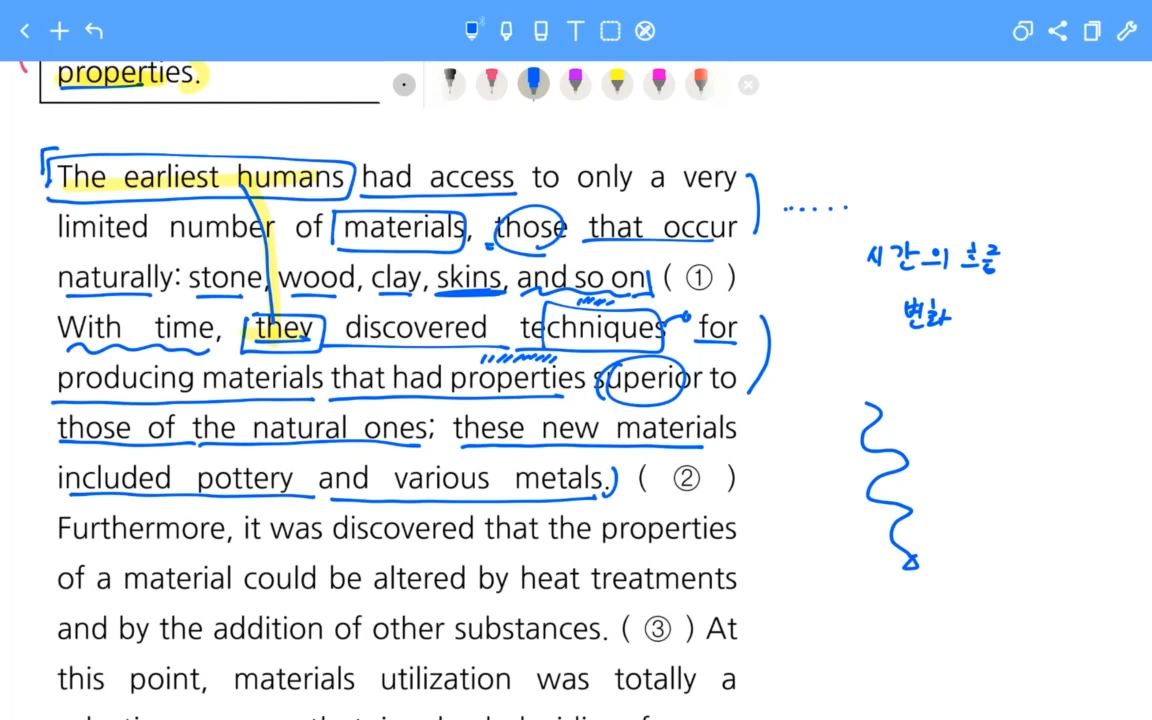 properties.
The earliest humans had access to only a very
limited number of materials, those that occur
naturally: stone, wood, clay, skins, and so on ( ① )
With time, they discovered techniques for
producing materials that had properties superior to
those of the natural ones; these new materials
included pottery and various metals. ( ② )
Furthermore, it was discovered that the properties
of a material could be altered by heat treatments
and by the addition of other substances. ( ③ ) At
this point, materials utilization was totally a
시간의 흐름
변화